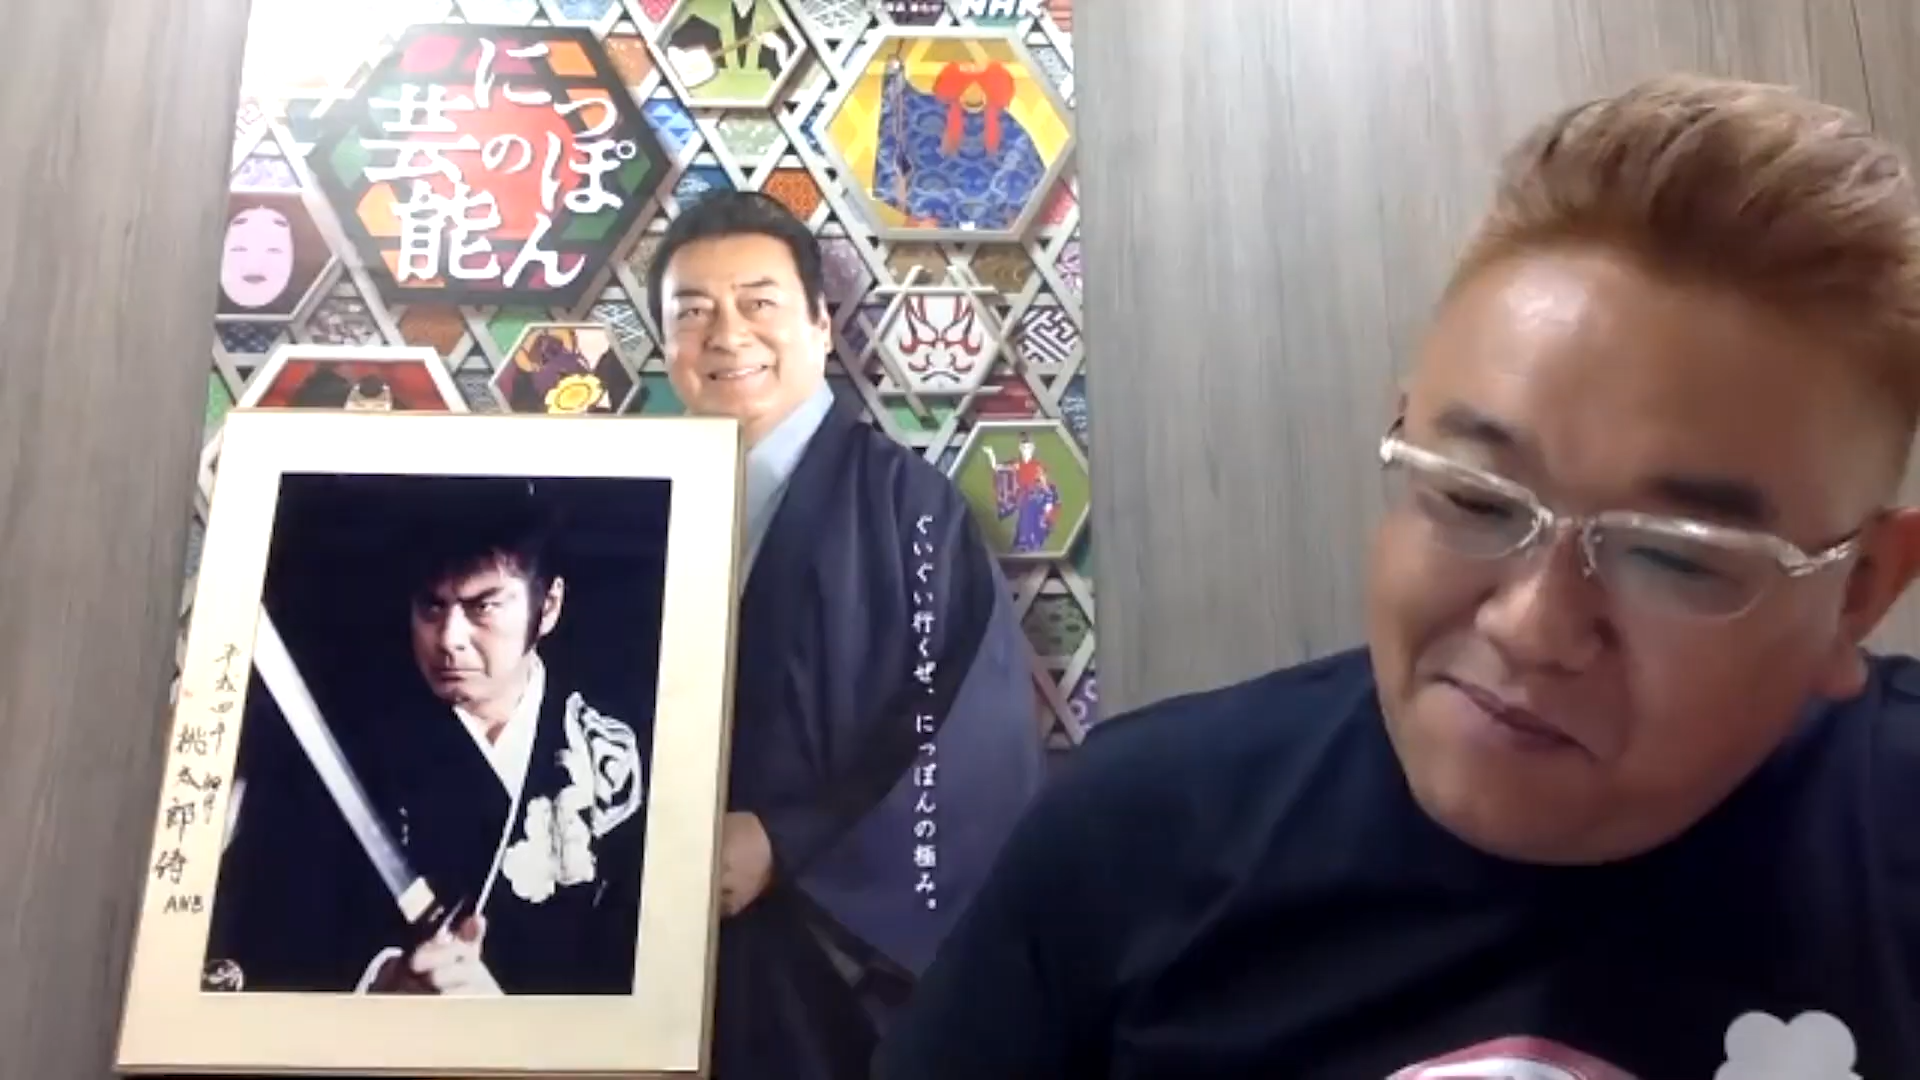 NHK
にっぽん
の
芸能
ぐいぐい行くぜ、にっぽんの極み。
桃太郎侍
ANB